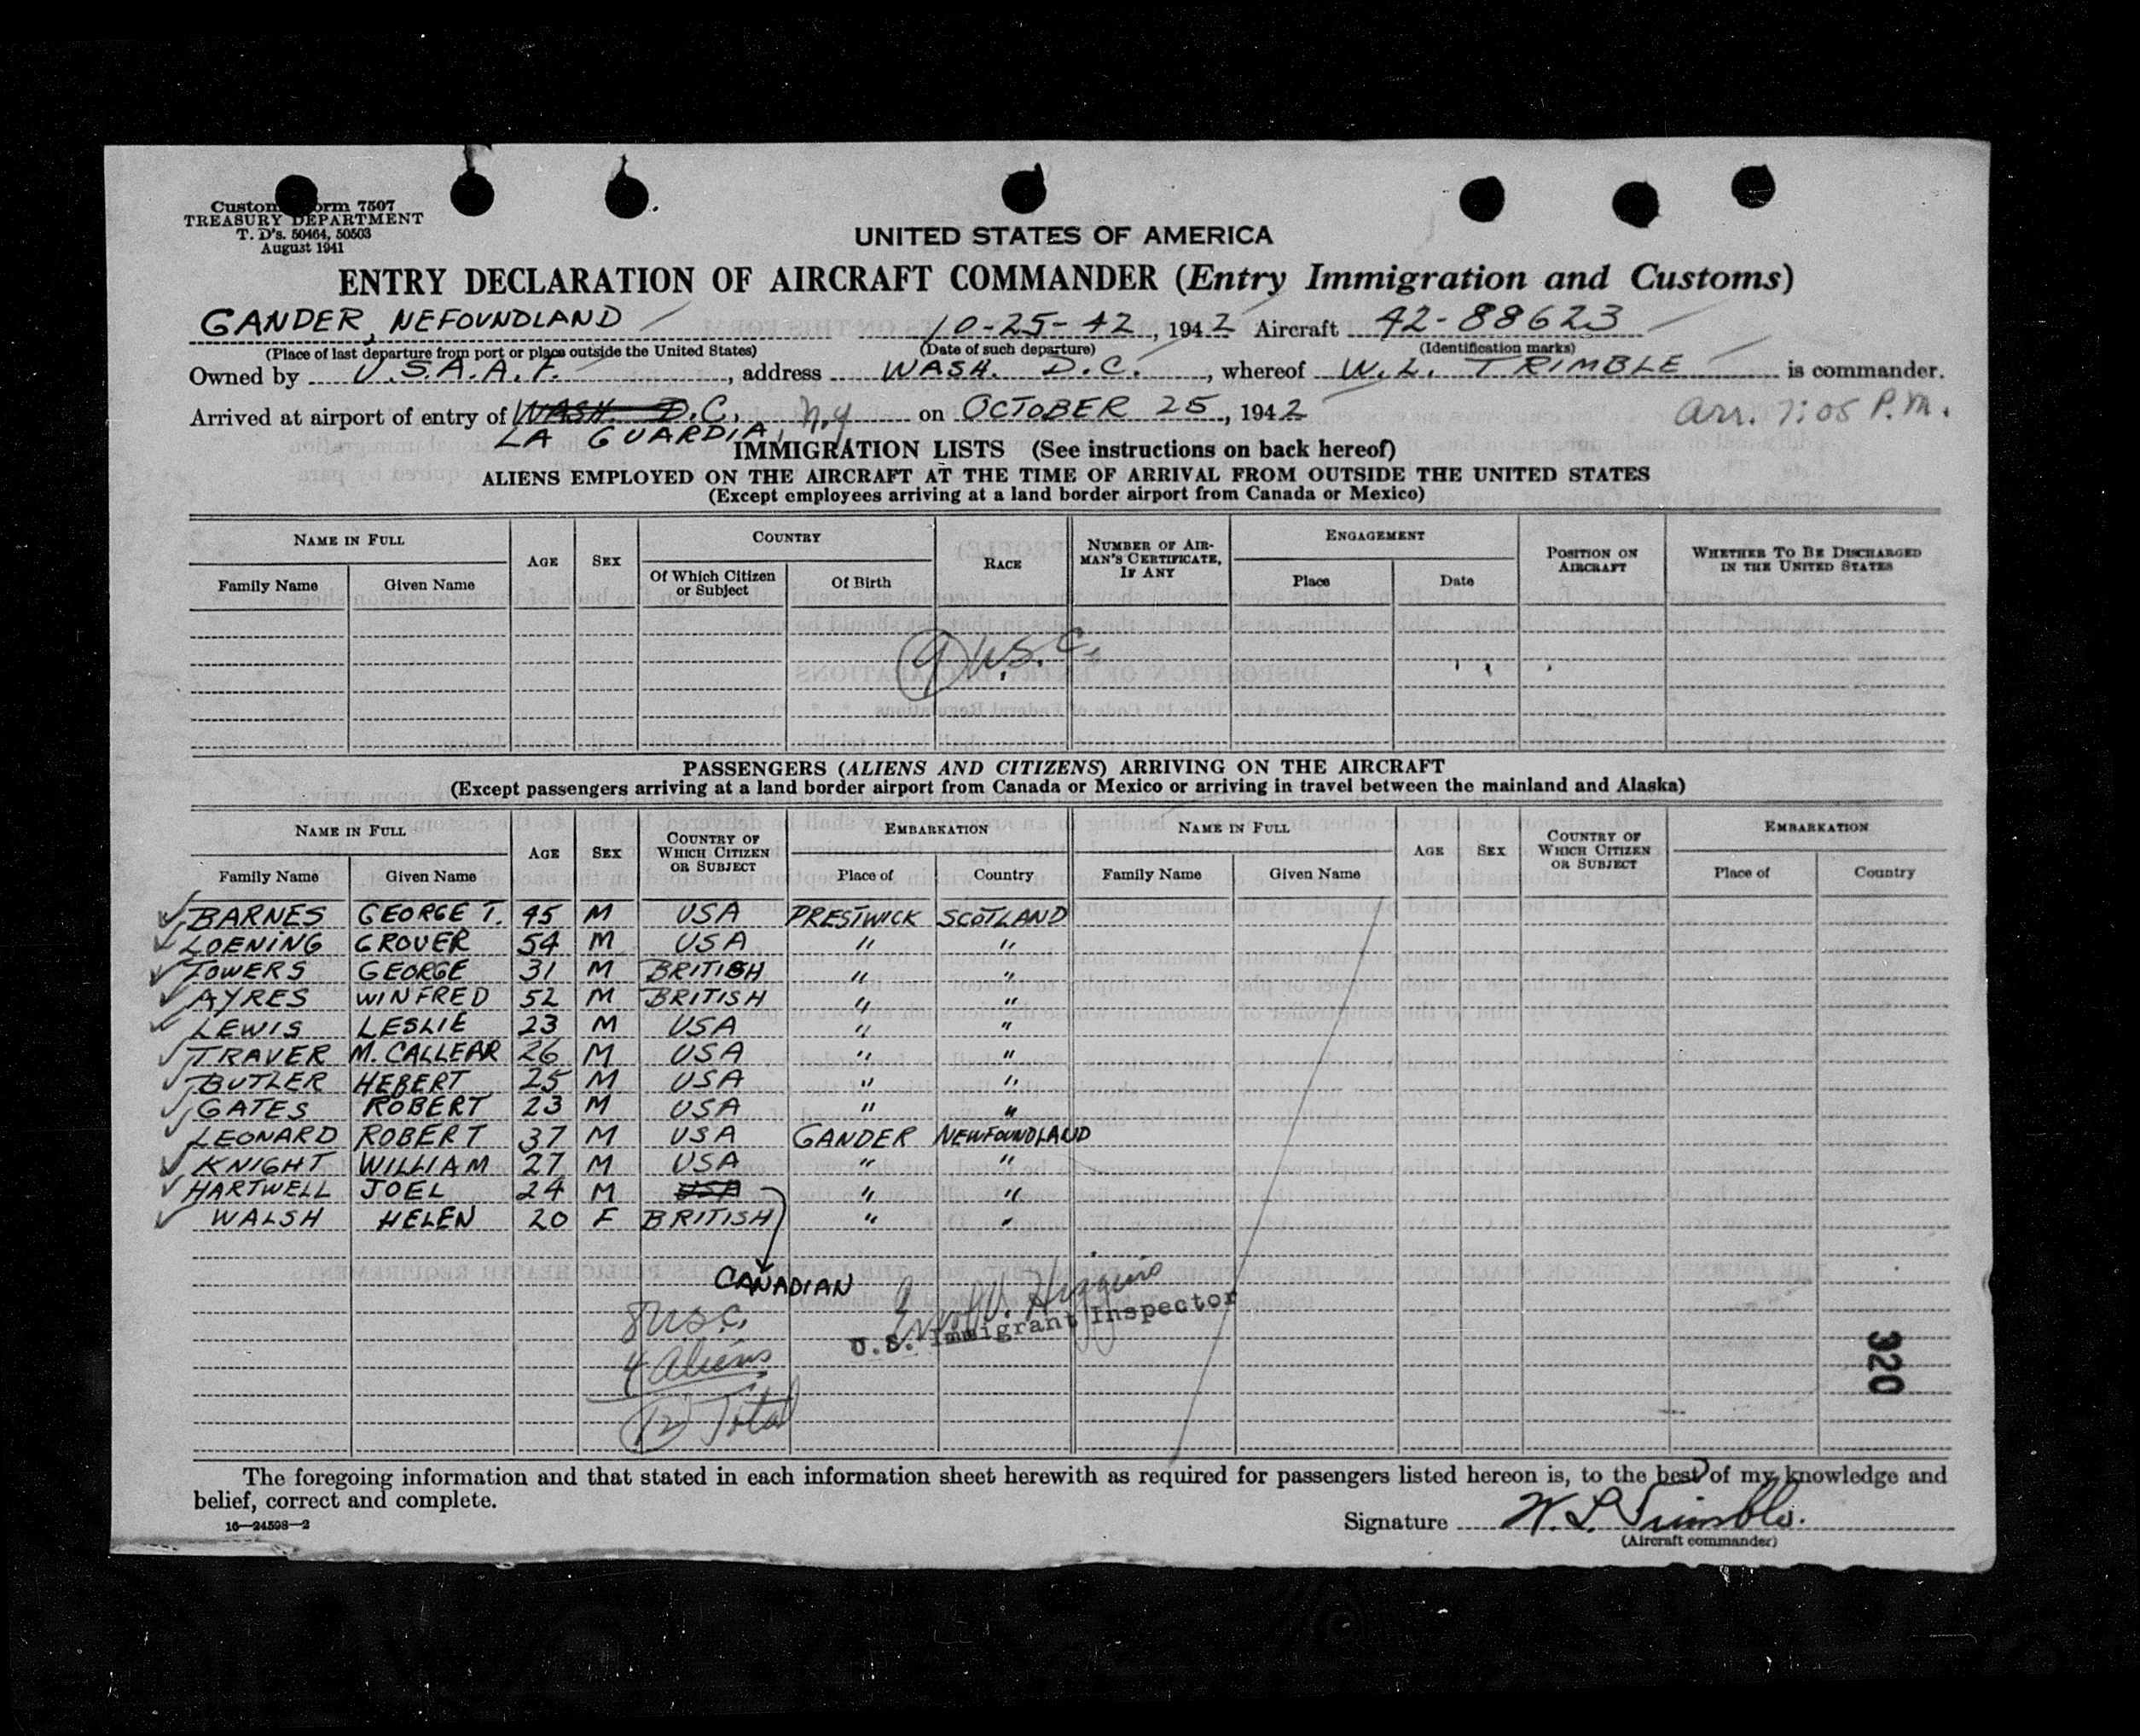 Customs Form 7507
TREASURY DEPARTMENT
T. D's. 50464, 50503
August 1941
UNITED STATES OF AMERICA
ENTRY DECLARATION OF AIRCRAFT COMMANDER (Entry Immigration and Customs)
GANDER, NEFOUNDLAND 10-25-42, 1942 Aircraft 42-88623
(Place of last departure from port or place outside the United States) (Date of such departure) (Identification marks)
Owned by U.S.A.A.F., address WASH. D.C., whereof W. L. TRIMBLE is commander.
Arrived at airport of entry of WASH. D.C., N.Y on OCTOBER 25, 1942 Arr. 7:05 P.M.
LA GUARDIA,
IMMIGRATION LISTS (See instructions on back hereof)
ALIENS EMPLOYED ON THE AIRCRAFT AT THE TIME OF ARRIVAL FROM OUTSIDE THE UNITED STATES
(Except employees arriving at a land border airport from Canada or Mexico)
NAME IN FULL AGE SEX COUNTRY RACE NUMBER OF AIRMAN'S CERTIFICATE, IF ANY ENGAGEMENT POSITION ON AIRCRAFT WHETHER TO BE DISCHARGED IN THE UNITED STATES
Family Name Given Name Of Which Citizen or Subject Of Birth Place Date
PASSENGERS (ALIENS AND CITIZENS) ARRIVING ON THE AIRCRAFT
(Except passengers arriving at a land border airport from Canada or Mexico or arriving in travel between the mainland and Alaska)
NAME IN FULL AGE SEX COUNTRY OF WHICH CITIZEN OR SUBJECT EMBARKATION NAME IN FULL AGE SEX COUNTRY OF WHICH CITIZEN OR SUBJECT EMBARKATION
Family Name Given Name Place of Country Family Name Given Name Place of Country
BARNES GEORGE T. 45 M USA PRESTWICK SCOTLAND
LOENING GROVER 54 M USA " "
TOWERS GEORGE 31 M BRITISH " "
AYRES WINFRED 52 M BRITISH " "
LEWIS LESLIE 23 M USA " "
TRAVER M. CALLEAR 26 M USA " "
BUTLER HEBERT 25 M USA " "
GATES ROBERT 23 M USA " "
LEONARD ROBERT 37 M USA GANDER NEWFOUNDLAND
KNIGHT WILLIAM 27 M USA " "
HARTWELL JOEL 24 M USA " "
WALSH HELEN 20 F BRITISH " "
CANADIAN
8 USC.
U.S. Immigrant Inspector
4 aliens
12 Total
320
The foregoing information and that stated in each information sheet herewith as required for passengers listed hereon is, to the best of my knowledge and
belief, correct and complete.
16—24598—2
Signature W. L. Trimble.
(Aircraft commander)